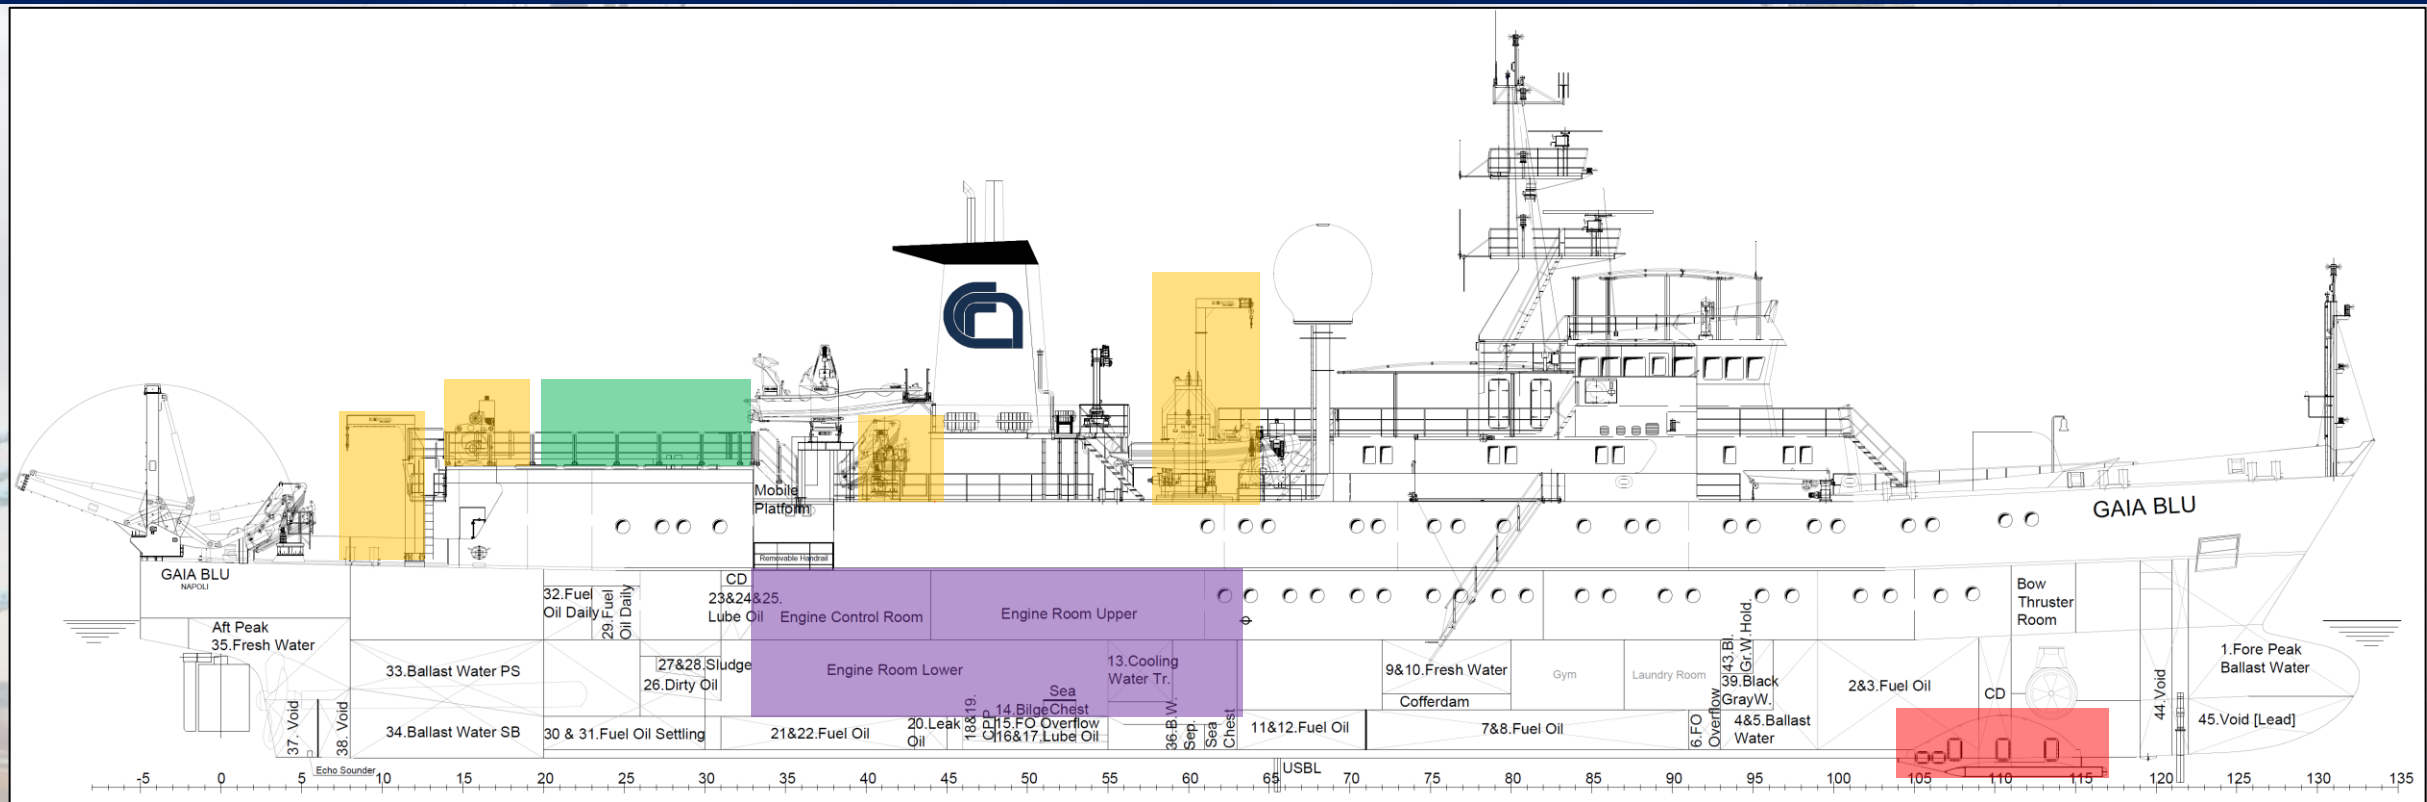 Mobile
Platform
Removable Handrail
GAIA BLU
GAIA BLU
NAPOLI
CD
32.Fuel
Oil Daily
29.Fuel
Oil Daily
23&24&25.
Lube Oil
Engine Control Room
Engine Room Upper
Bow
Thruster
Room
Aft Peak
35.Fresh Water
33.Ballast Water PS
27&28.Sludge
26.Dirty Oil
Engine Room Lower
13.Cooling
Water Tr.
9&10.Fresh Water
Cofferdam
Gym
Laundry Room
43.Bl.
Gr.W.Hold.
39.Black
GrayW.
2&3.Fuel Oil
CD
44.Void
1.Fore Peak
Ballast Water
45.Void [Lead]
37. Void
38. Void
34.Ballast Water SB
30 & 31.Fuel Oil Settling
21&22.Fuel Oil
20.Leak
Oil
18&19.
CPP
Sea
Chest
14.Bilge
15.FO Overflow
16&17.Lube Oil
36.B.W.
Sep.
Sea
Chest
11&12.Fuel Oil
7&8.Fuel Oil
6.FO
Overflow
4&5.Ballast
Water
Echo Sounder
USBL
-5 0 5 10 15 20 25 30 35 40 45 50 55 60 65 70 75 80 85 90 95 100 105 110 115 120 125 130 135